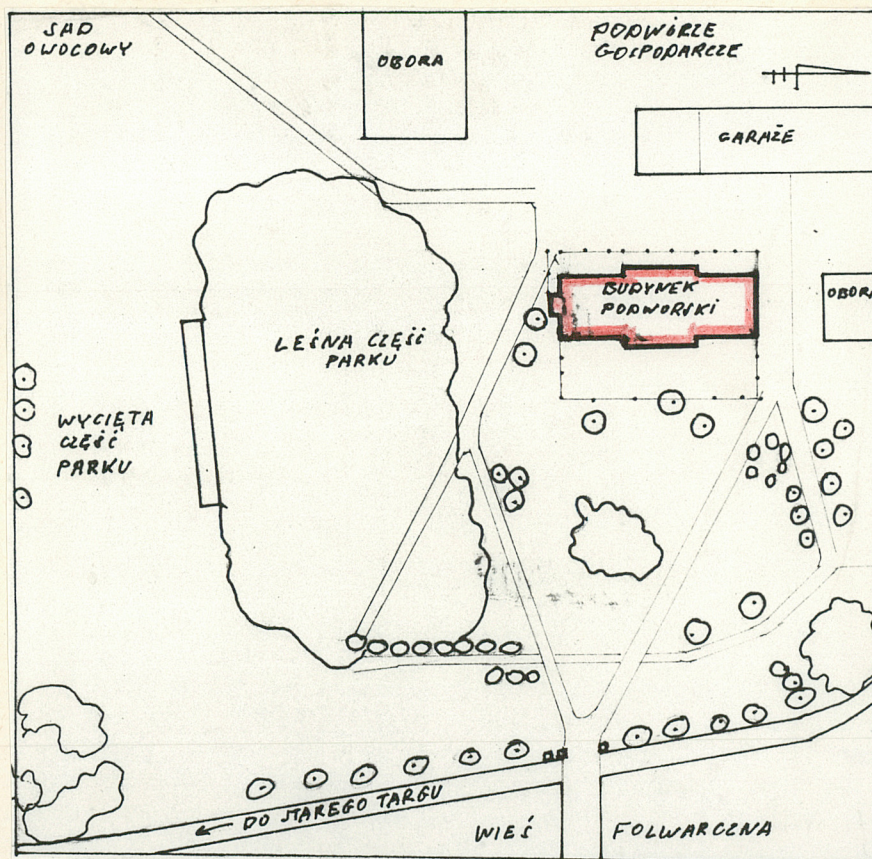 SAD
OWOCOWY
OBORA
PODWÓRZE
GOSPODARCZE
GARAŻE
BUDYNEK
PODWORSKI
OBORA
LEŚNA CZĘŚĆ
PARKU
WYCIĘTA
CZĘŚĆ
PARKU
DO STAREGO TARGU
WIEŚ FOLWARCZNA